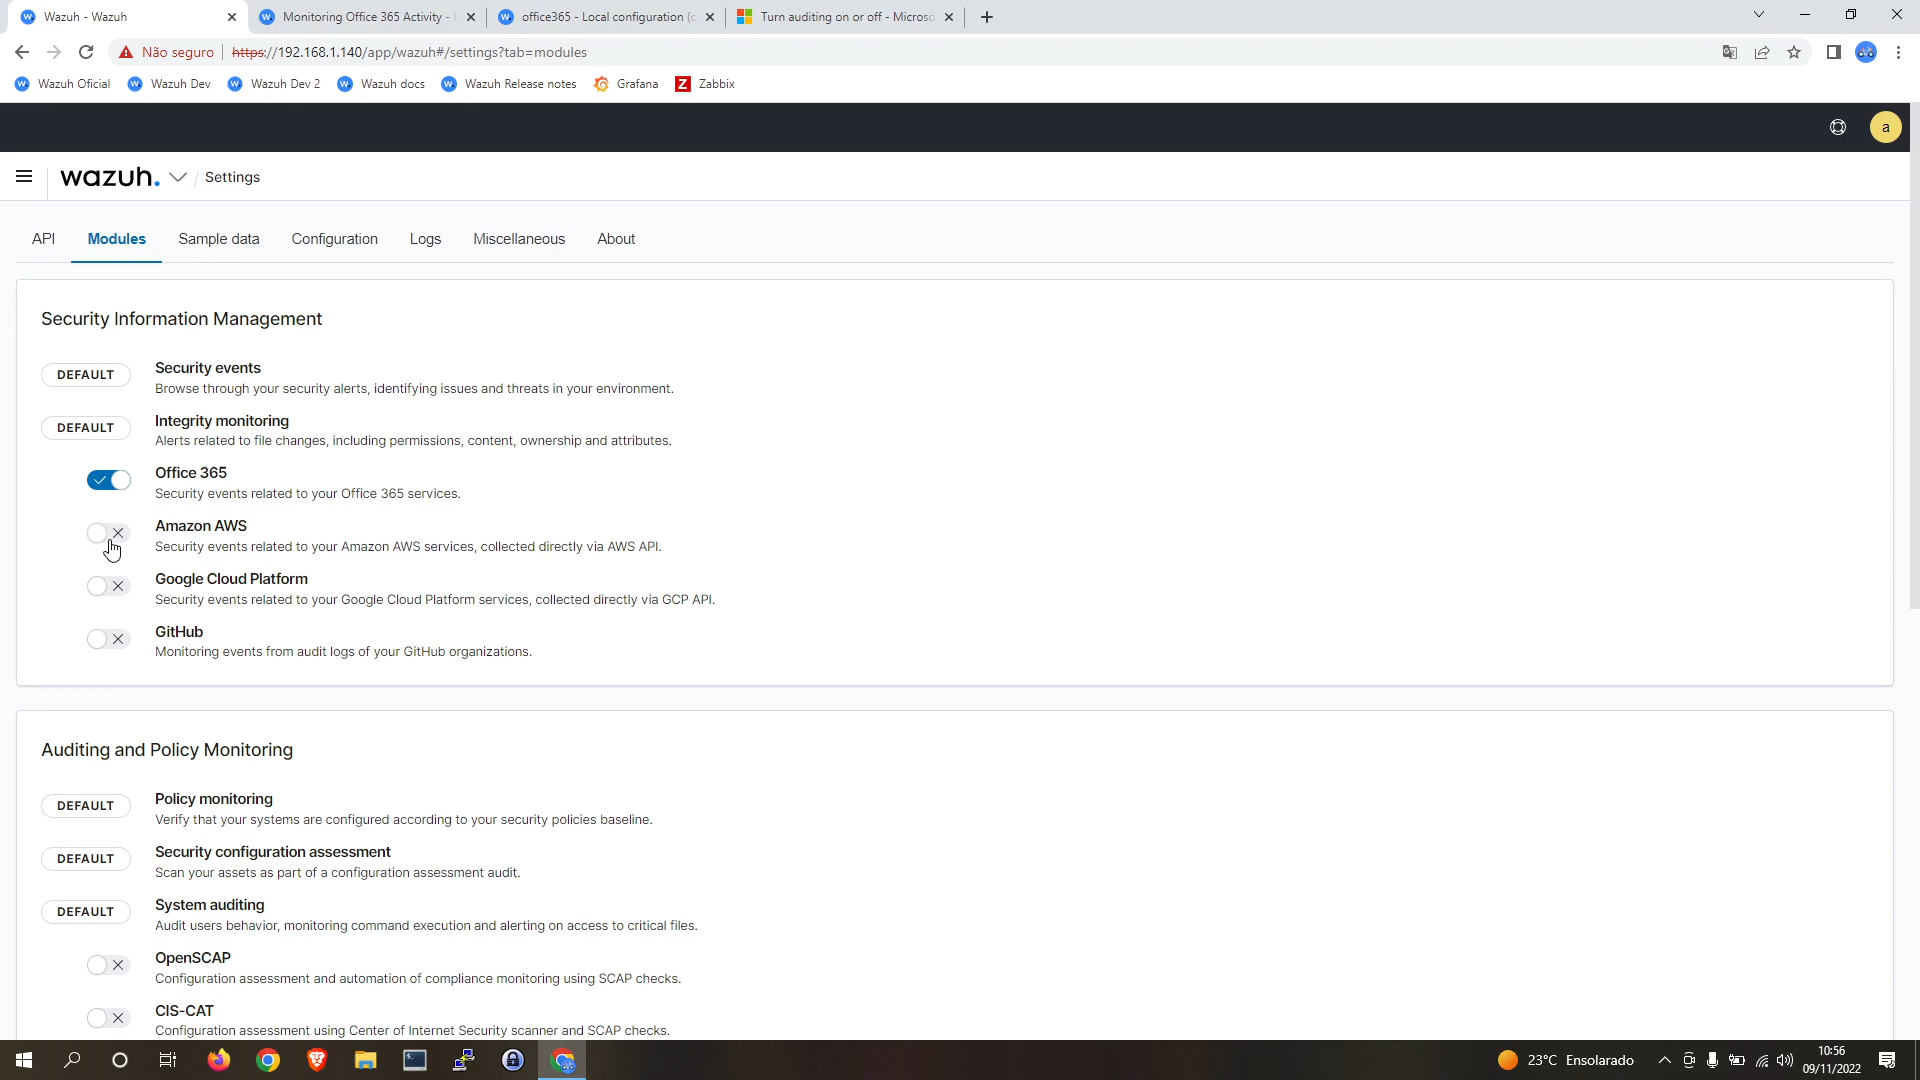 Wazuh - Wazuh
Monitoring Office 365 Activity -
office365 - Local configuration (
Turn auditing on or off - Microso
Não seguro
https://192.168.1.140/app/wazuh#/settings?tab=modules
Wazuh Oficial
Wazuh Dev
Wazuh Dev 2
Wazuh docs
Wazuh Release notes
Grafana
Z Zabbix
a
wazuh. / Settings
API
Modules
Sample data
Configuration
Logs
Miscellaneous
About
Security Information Management
DEFAULT
Security events
Browse through your security alerts, identifying issues and threats in your environment.
DEFAULT
Integrity monitoring
Alerts related to file changes, including permissions, content, ownership and attributes.
Office 365
Security events related to your Office 365 services.
Amazon AWS
Security events related to your Amazon AWS services, collected directly via AWS API.
Google Cloud Platform
Security events related to your Google Cloud Platform services, collected directly via GCP API.
GitHub
Monitoring events from audit logs of your GitHub organizations.
Auditing and Policy Monitoring
DEFAULT
Policy monitoring
Verify that your systems are configured according to your security policies baseline.
DEFAULT
Security configuration assessment
Scan your assets as part of a configuration assessment audit.
DEFAULT
System auditing
Audit users behavior, monitoring command execution and alerting on access to critical files.
OpenSCAP
Configuration assessment and automation of compliance monitoring using SCAP checks.
CIS-CAT
Configuration assessment using Center of Internet Security scanner and SCAP checks.
23°C Ensolarado
10:56
09/11/2022